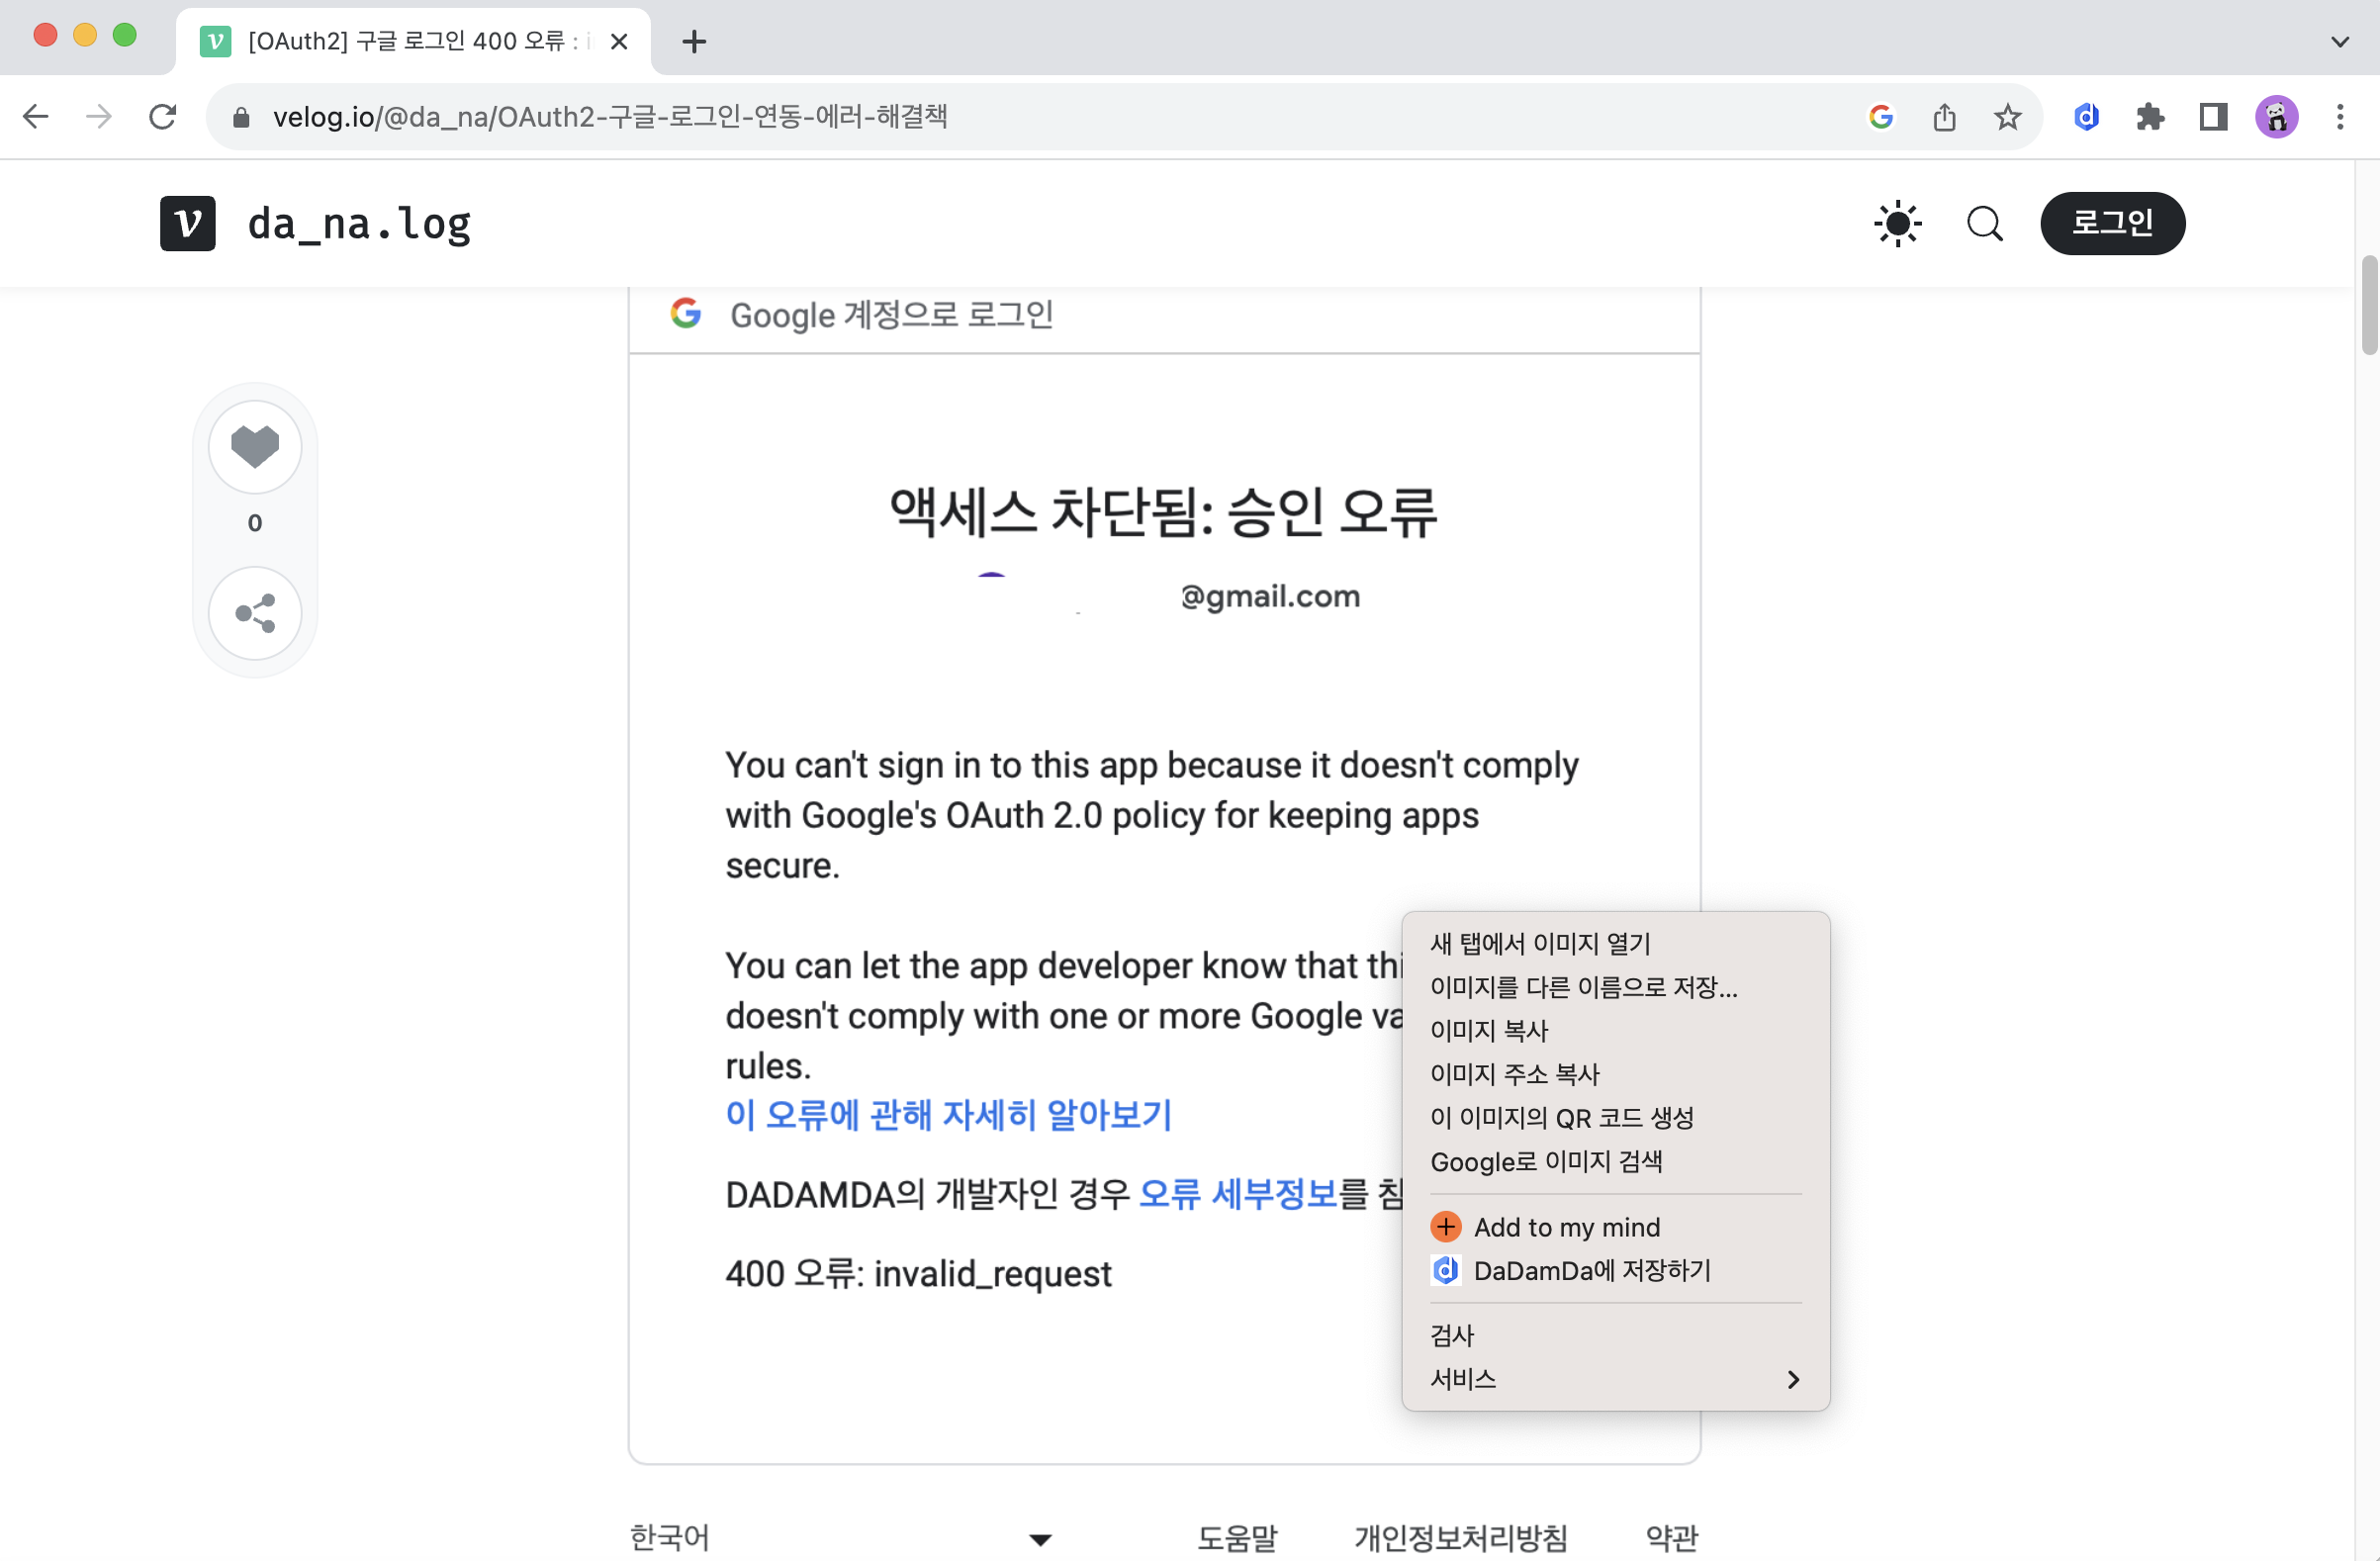 [OAuth2] 구글 로그인 400 오류 :
velog.io/@da_na/OAuth2-구글-로그인-연동-에러-해결책
da_na.log
로그인
Google 계정으로 로그인
0
액세스 차단됨: 승인 오류
@gmail.com
You can't sign in to this app because it doesn't comply
with Google's OAuth 2.0 policy for keeping apps
secure.
You can let the app developer know that
doesn't comply with one or more Google
rules.
이 오류에 관해 자세히 알아보기
DADAMDA의 개발자인 경우 오류 세부정보를
400 오류: invalid_request
새 탭에서 이미지 열기
이미지를 다른 이름으로 저장...
이미지 복사
이미지 주소 복사
이 이미지의 QR 코드 생성
Google로 이미지 검색
Add to my mind
DaDamDa에 저장하기
검사
서비스
한국어
도움말
개인정보처리방침
약관